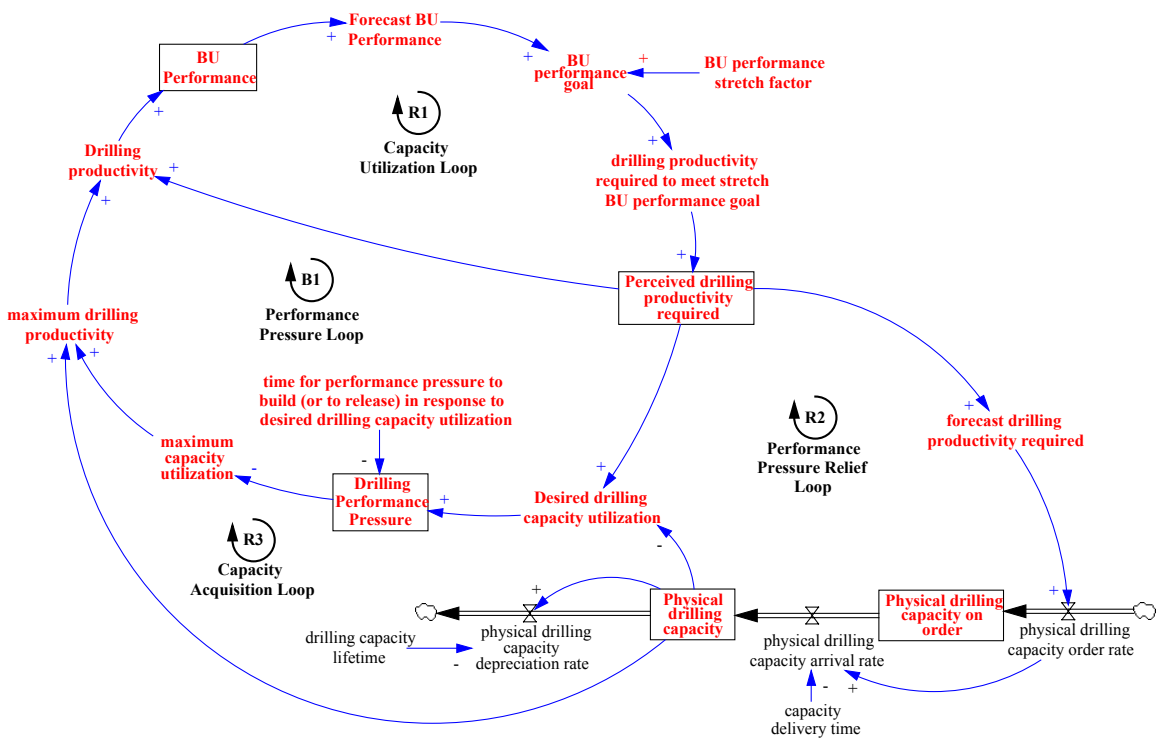 Forecast BU
Performance
BU
Performance
BU
performance
goal
BU performance
stretch factor
R1
Capacity
Utilization Loop
Drilling
productivity
drilling productivity
required to meet stretch
BU performance goal
B1
Performance
Pressure Loop
Perceived drilling
productivity
required
maximum drilling
productivity
time for performance pressure to
build (or to release) in response to
desired drilling capacity utilization
R2
Performance
Pressure Relief
Loop
forecast drilling
productivity required
maximum
capacity
utilization
Drilling
Performance
Pressure
Desired drilling
capacity utilization
R3
Capacity
Acquisition Loop
Physical
drilling
capacity
Physical drilling
capacity on
order
drilling capacity
lifetime
physical drilling
capacity
depreciation rate
physical drilling
capacity arrival rate
physical drilling
capacity order rate
capacity
delivery time